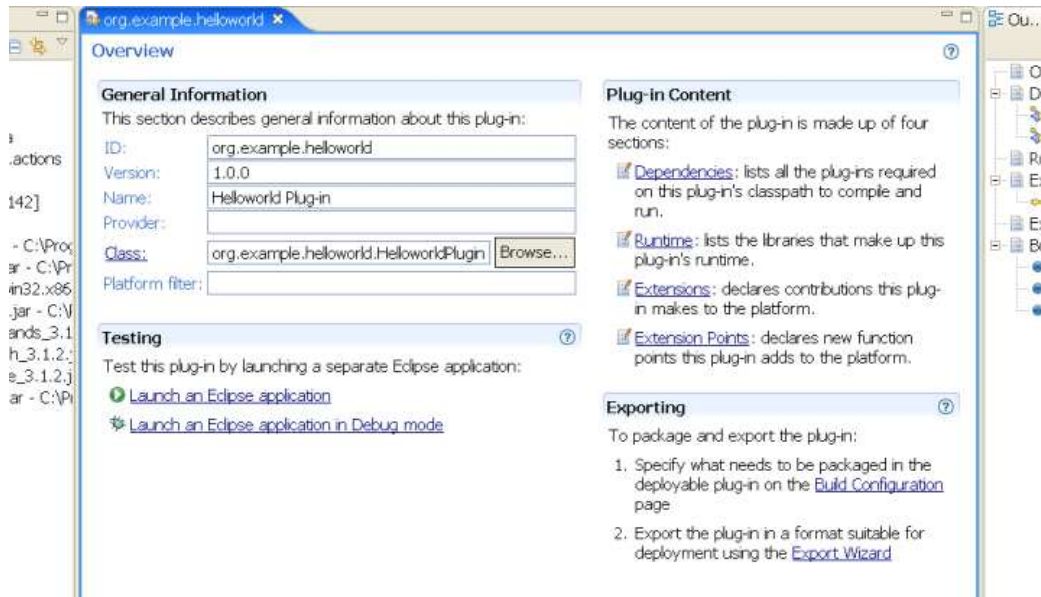 org.example.helloworld
Ou...
Overview
General Information
This section describes general information about this plug-in:
ID: org.example.helloworld
Version: 1.0.0
Name: Helloworld Plug-in
Provider:
Class: org.example.helloworld.HelloworldPlugin Browse...
Platform filter:
Testing
Test this plug-in by launching a separate Eclipse application:
Launch an Eclipse application
Launch an Eclipse application in Debug mode
Plug-in Content
The content of the plug-in is made up of four
sections:
Dependencies: lists all the plug-ins required
on this plug-in's classpath to compile and
run.
Runtime: lists the libraries that make up this
plug-in's runtime.
Extensions: declares contributions this plug-
in makes to the platform.
Extension Points: declares new function
points this plug-in adds to the platform.
Exporting
To package and export the plug-in:
1. Specify what needs to be packaged in the
deployable plug-in on the Build Configuration
page
2. Export the plug-in in a format suitable for
deployment using the Export Wizard
.actions
142]
- C:\Prog
ar - C:\Pr
in32.x86
.jar - C:\
ands_3.1
h_3.1.2.
e_3.1.2.j
ar - C:\P
O
D
R
E
E
B